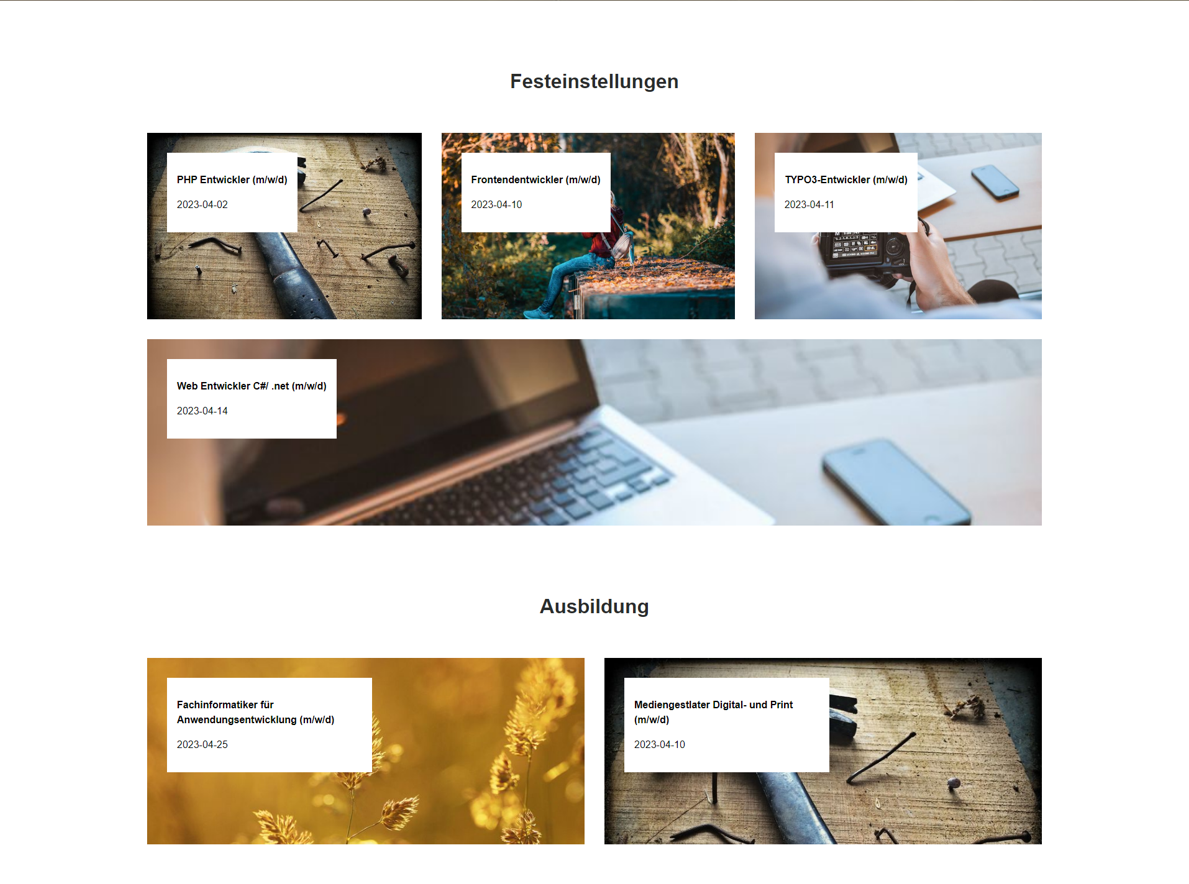 Festeinstellungen
PHP Entwickler (m/w/d)
2023-04-02
Frontendentwickler (m/w/d)
2023-04-10
TYPO3-Entwickler (m/w/d)
2023-04-11
Web Entwickler C#/ .net (m/w/d)
2023-04-14
Ausbildung
Fachinformatiker für
Anwendungsentwicklung (m/w/d)
2023-04-25
Mediengestlater Digital- und Print
(m/w/d)
2023-04-10